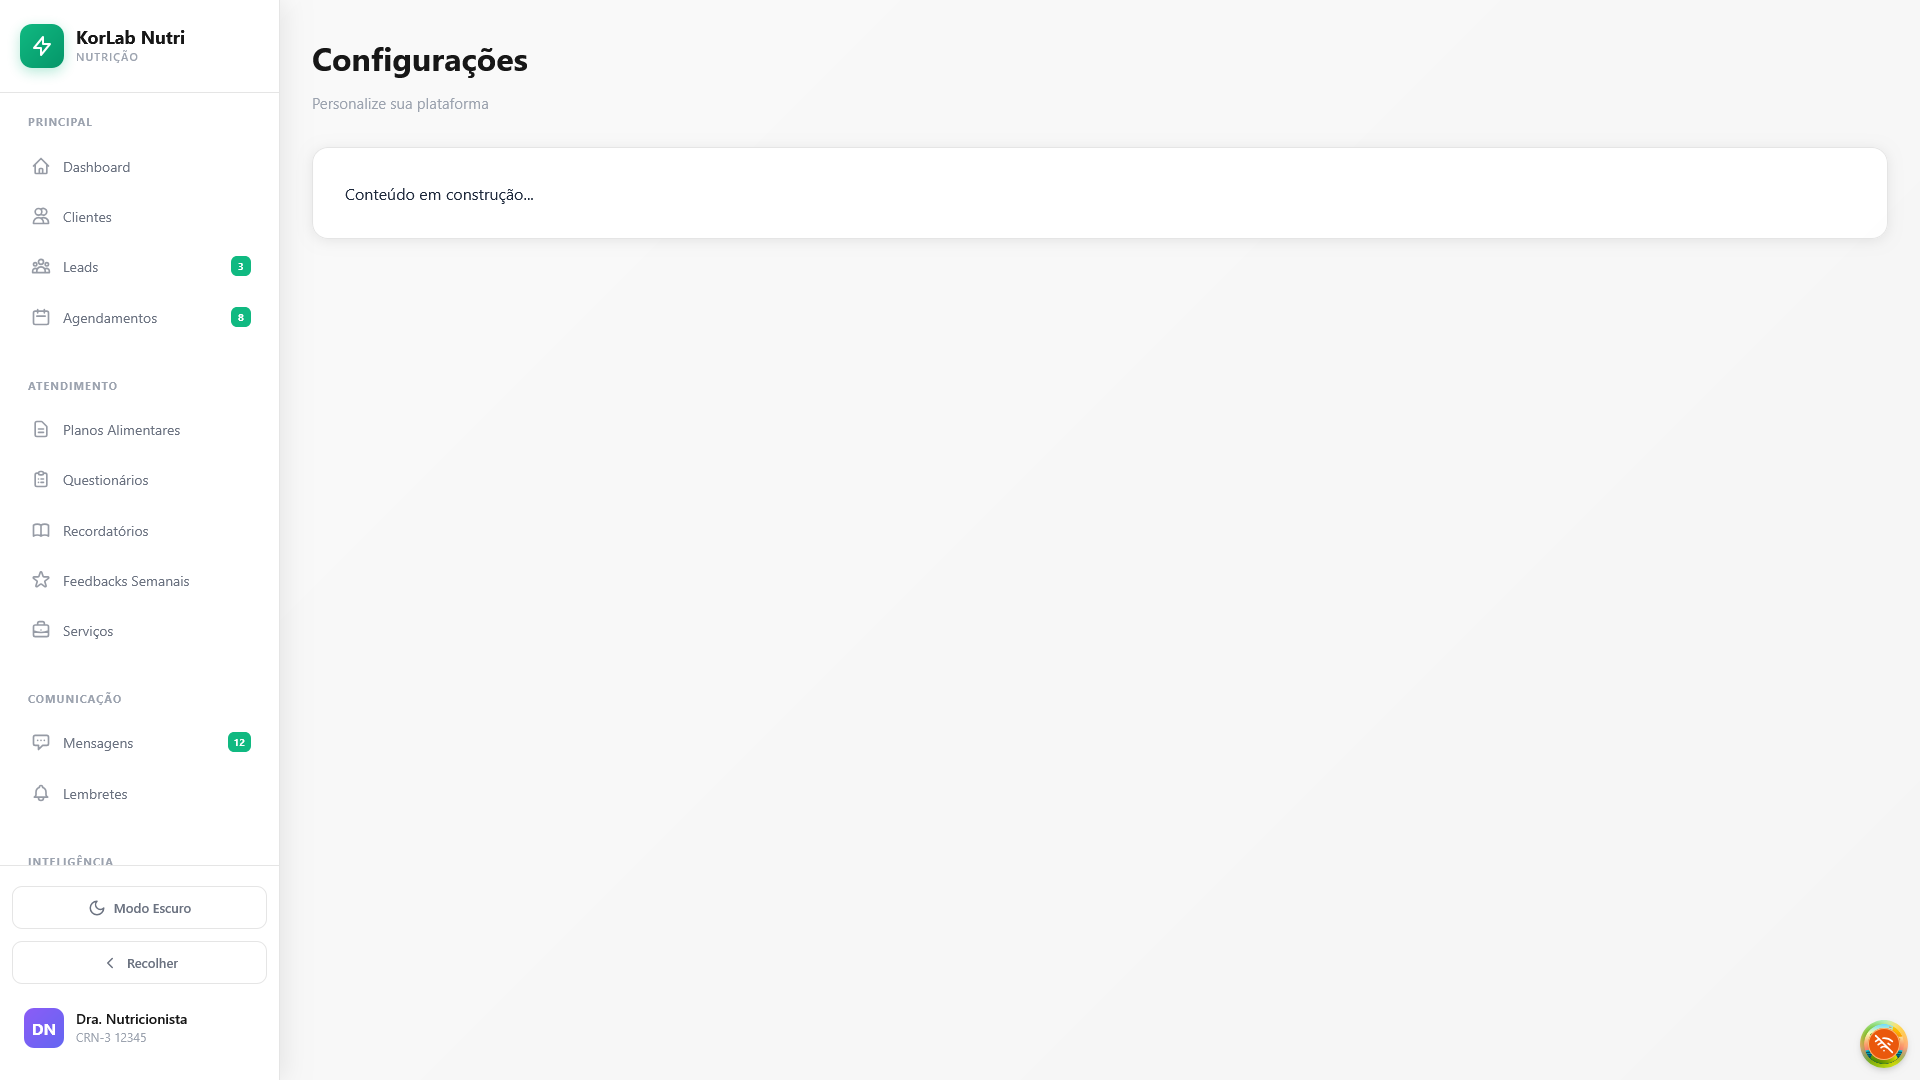 KorLab Nutri
NUTRIÇÃO
PRINCIPAL
Dashboard
Clientes
Leads
3
Agendamentos
8
ATENDIMENTO
Planos Alimentares
Questionários
Recordatórios
Feedbacks Semanais
Serviços
COMUNICAÇÃO
Mensagens
12
Lembretes
INTELIGÊNCIA
Modo Escuro
Recolher
DN
Dra. Nutricionista
CRN-3 12345
Configurações
Personalize sua plataforma
Conteúdo em construção...